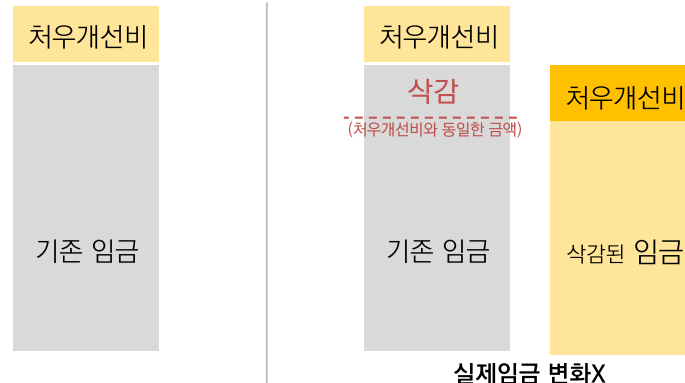 처우개선비
기존 임금
처우개선비
삭감
(처우개선비와 동일한 금액)
기존 임금
처우개선비
삭감된 임금
실제임금 변화X